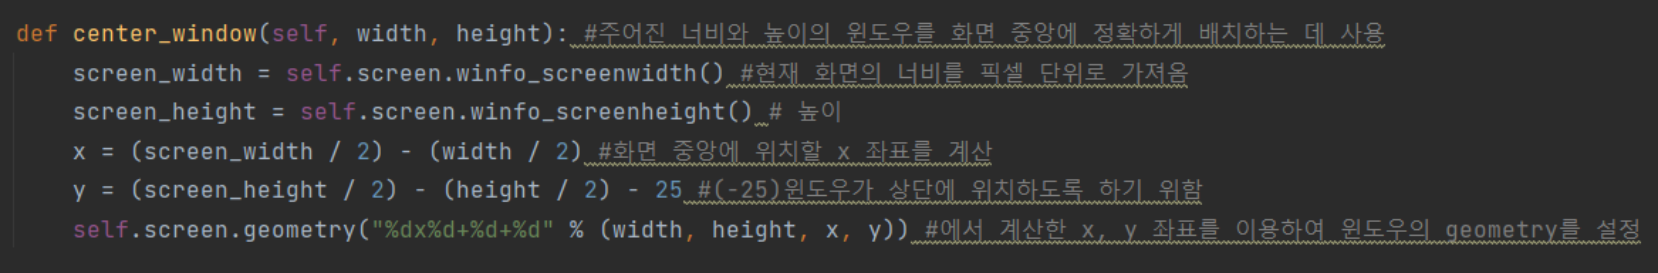 def center_window(self, width, height): #주어진 너비와 높이의 윈도우를 화면 중앙에 정확하게 배치하는 데 사용
    screen_width = self.screen.winfo_screenwidth() #현재 화면의 너비를 픽셀 단위로 가져옴
    screen_height = self.screen.winfo_screenheight() # 높이
    x = (screen_width / 2) - (width / 2) #화면 중앙에 위치할 x 좌표를 계산
    y = (screen_height / 2) - (height / 2) - 25 #(-25)윈도우가 상단에 위치하도록 하기 위함
    self.screen.geometry("%dx%d+%d+%d" % (width, height, x, y)) #에서 계산한 x, y 좌표를 이용하여 윈도우의 geometry를 설정